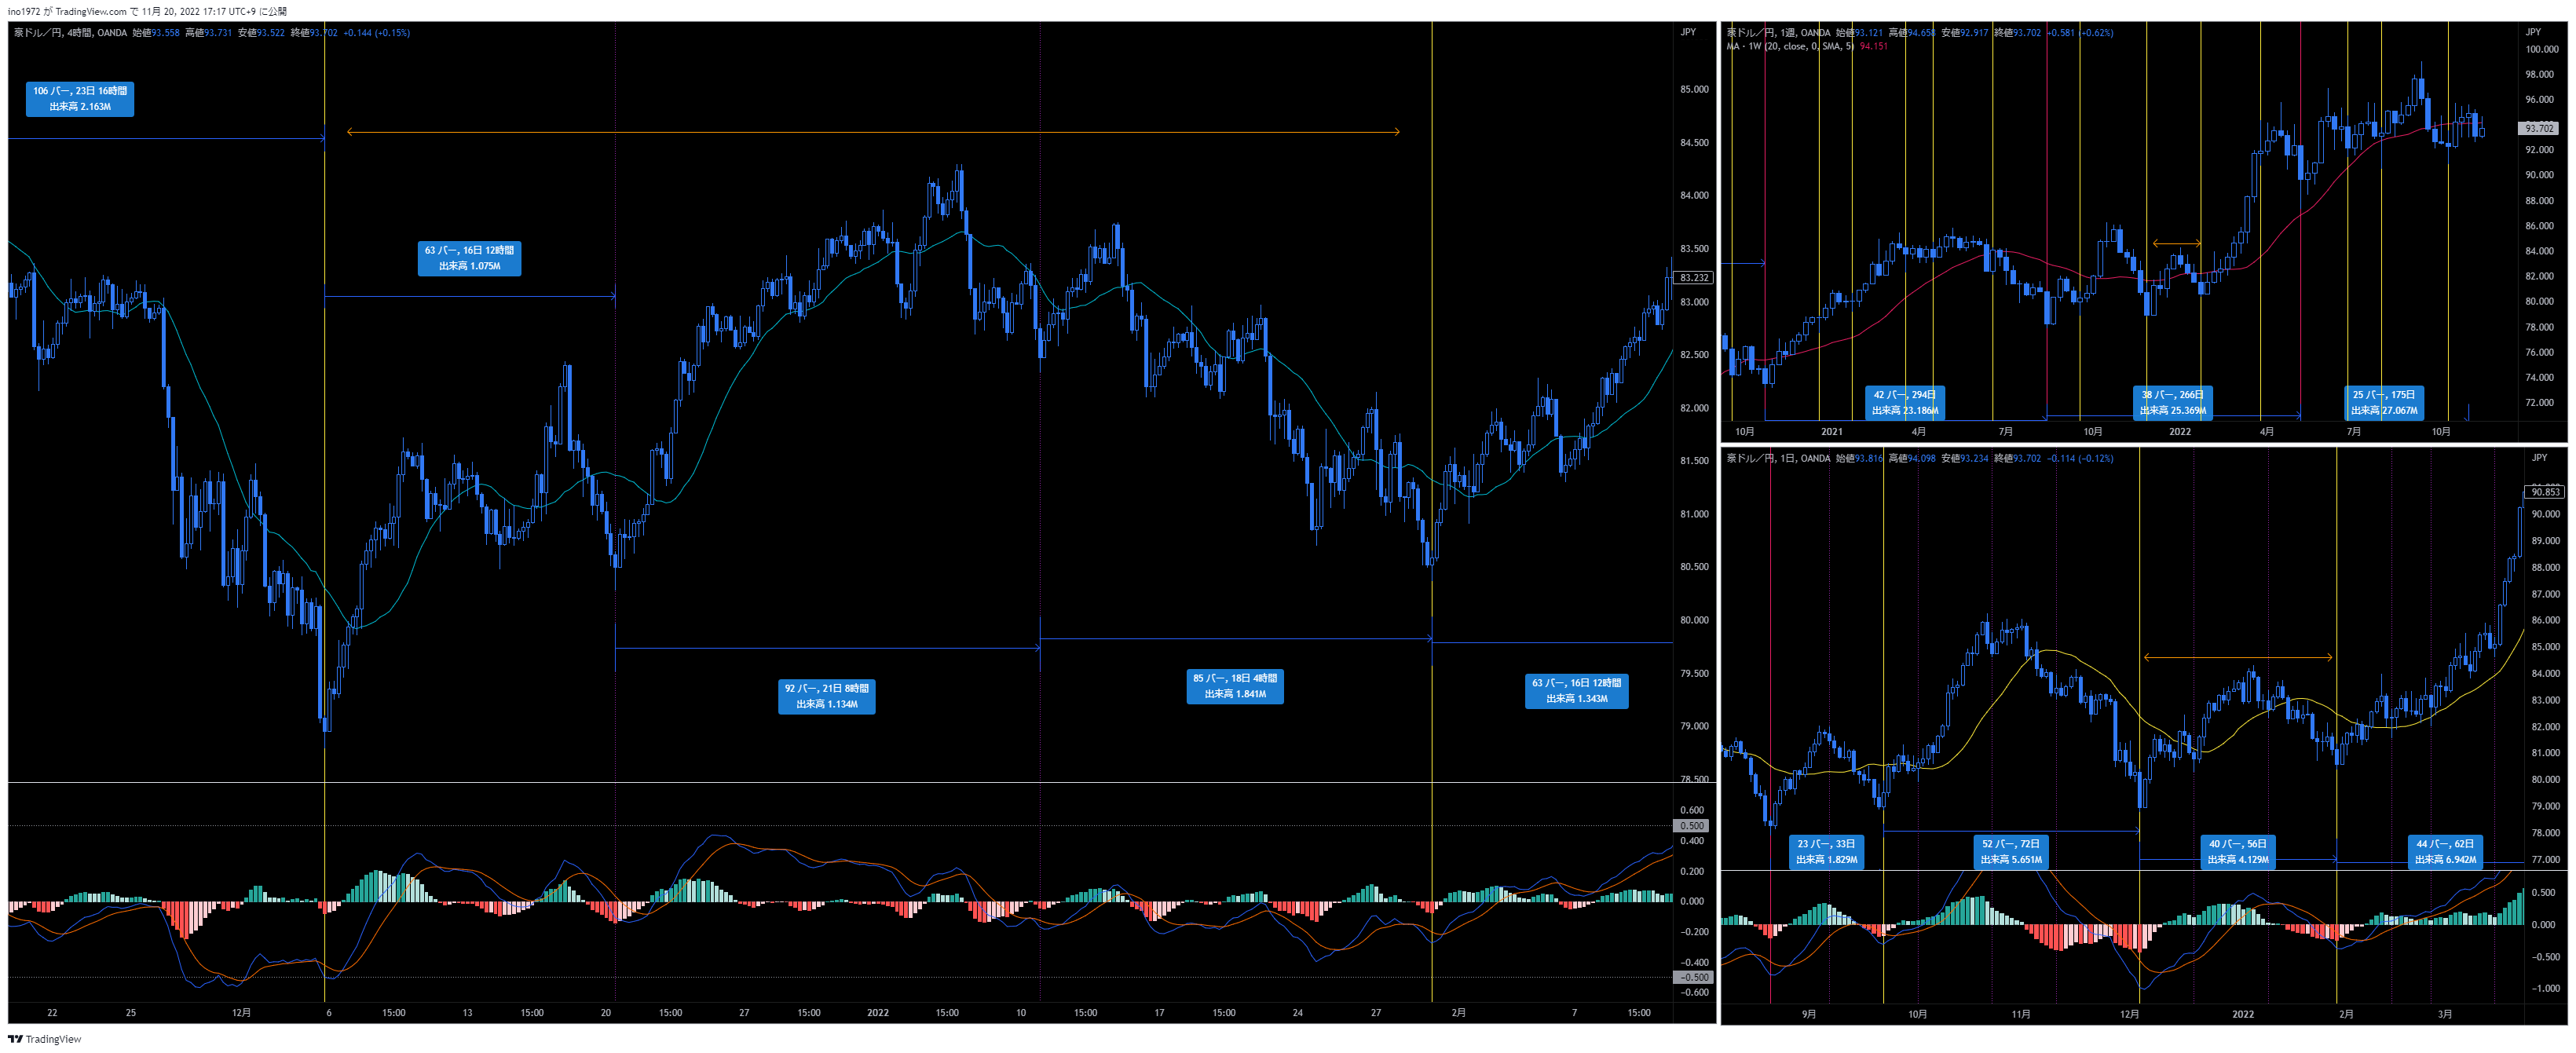 ino1972 が TradingView.com で 11月 20, 2022 17:17 UTC+9 に公開
豪ドル／円, 4時間, OANDA 始値93.558 高値93.731 安値93.522 終値93.702 +0.144 (+0.15%)
JPY
106 バー, 23日 16時間
出来高 2.163M
63 バー, 16日 12時間
出来高 1.075M
92 バー, 21日 8時間
出来高 1.134M
85 バー, 18日 4時間
出来高 1.841M
63 バー, 16日 12時間
出来高 1.343M
85.000
84.500
84.000
83.500
83.232
83.000
82.500
82.000
81.500
81.000
80.500
80.000
79.500
79.000
78.500
0.600
0.500
0.400
0.200
0.000
−0.200
−0.400
−0.500
−0.600
22 25 12月 6 15:00 13 15:00 20 15:00 27 15:00 2022 15:00 10 15:00 17 15:00 24 27 2月 7 15:00
豪ドル／円, 1週, OANDA 始値93.121 高値94.658 安値92.917 終値93.702 +0.581 (+0.62%)
MA · 1W (20, close, 0, SMA, 5) 94.151
JPY
100.000
98.000
96.000
93.702
92.000
90.000
88.000
86.000
84.000
82.000
80.000
78.000
76.000
74.000
72.000
42 バー, 294日
出来高 23.186M
38 バー, 266日
出来高 25.369M
25 バー, 175日
出来高 27.067M
10月 2021 4月 7月 10月 2022 4月 7月 10月
豪ドル／円, 1日, OANDA 始値93.816 高値94.098 安値93.234 終値93.702 −0.114 (−0.12%)
JPY
90.853
90.000
89.000
88.000
87.000
86.000
85.000
84.000
83.000
82.000
81.000
80.000
79.000
78.000
77.000
23 バー, 33日
出来高 1.829M
52 バー, 72日
出来高 5.651M
40 バー, 56日
出来高 4.129M
44 バー, 62日
出来高 6.942M
0.500
0.000
−0.500
−1.000
9月 10月 11月 12月 2022 2月 3月
TradingView